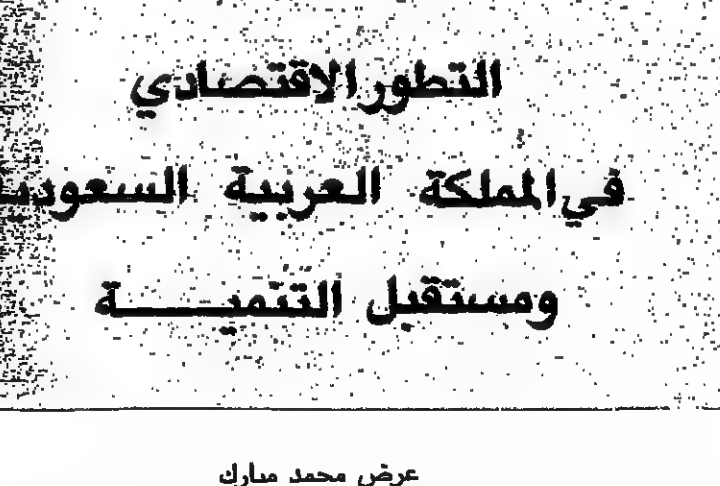 التطور الاقتصادي
في المملكة العربية السعودية
ومستقبل التنميـــــة
عرض محمد مبارك